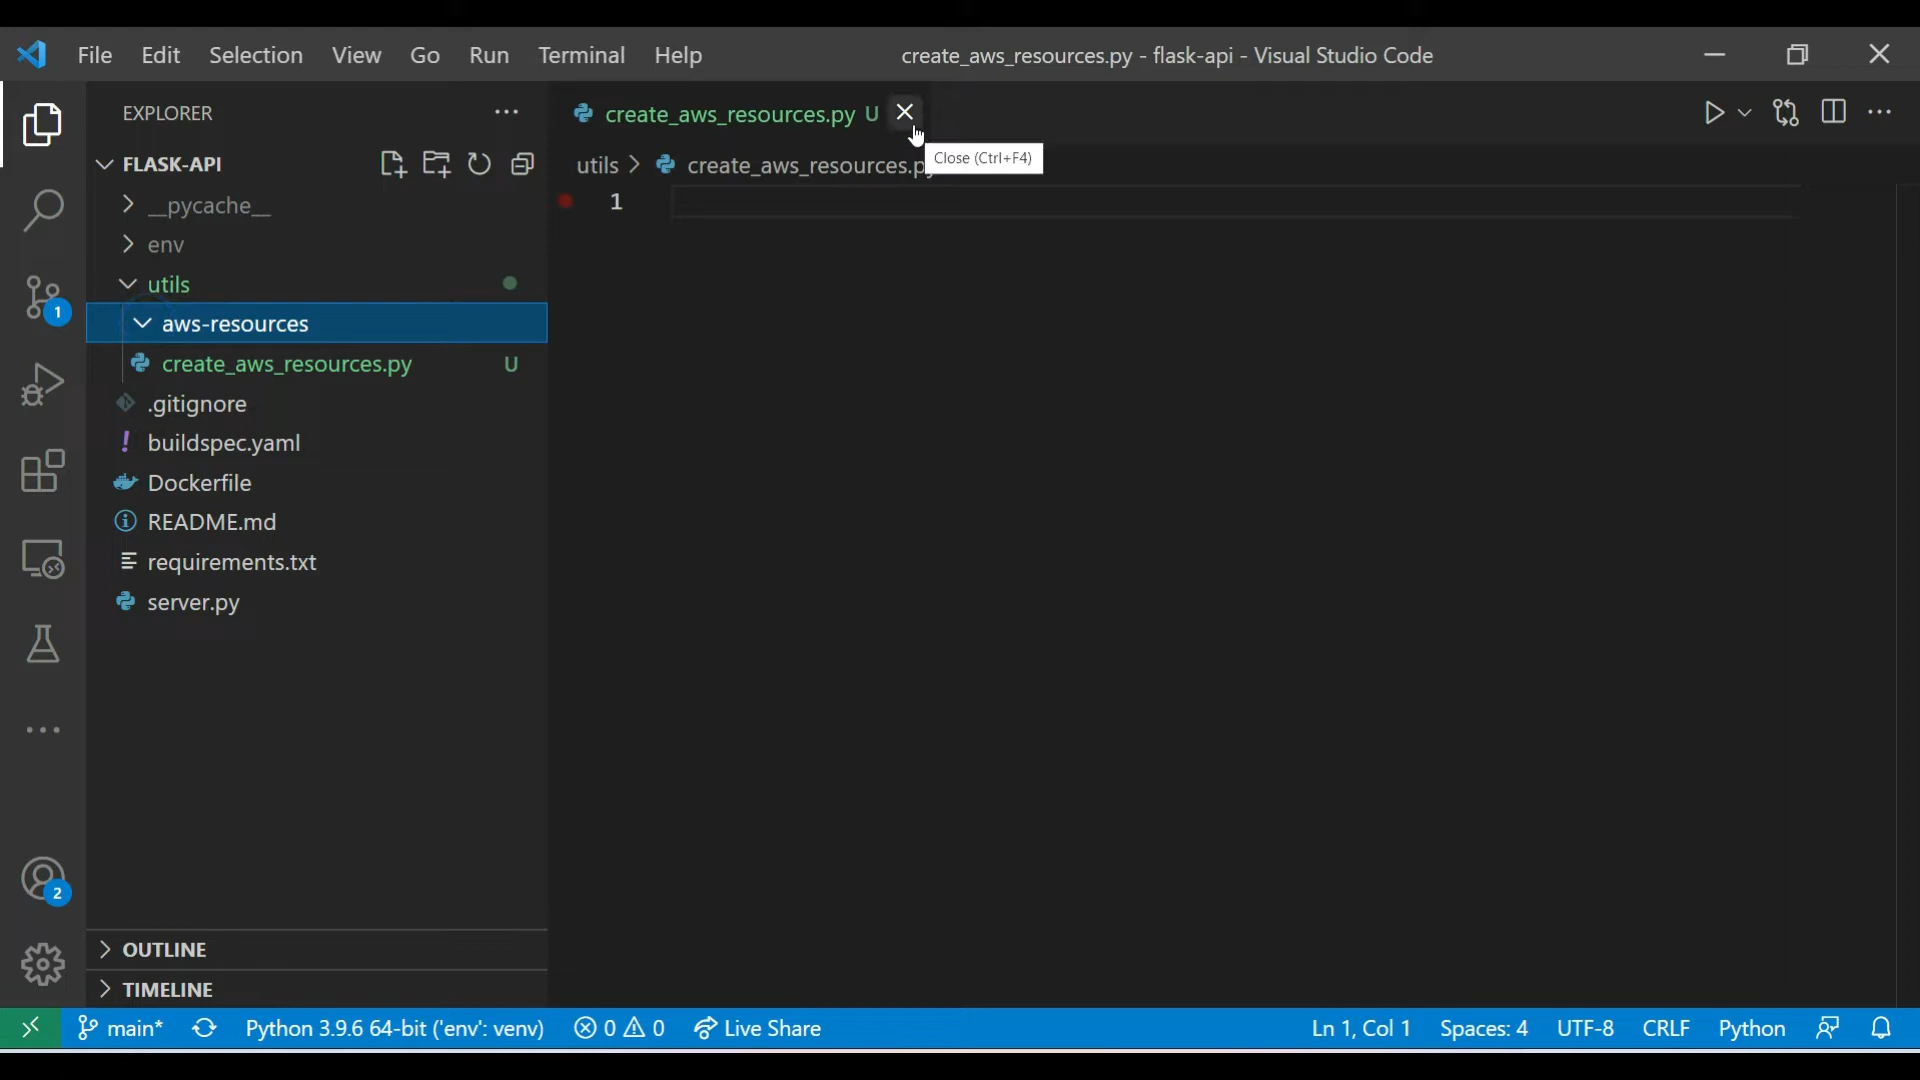 File Edit Selection View Go Run Terminal Help create_aws_resources.py - flask-api - Visual Studio Code
EXPLORER
FLASK-API
__pycache__
env
utils
aws-resources
create_aws_resources.py U
.gitignore
buildspec.yaml
Dockerfile
README.md
requirements.txt
server.py
OUTLINE
TIMELINE
create_aws_resources.py U
Close (Ctrl+F4)
utils > create_aws_resources.py
1
1
2
main* Python 3.9.6 64-bit ('env': venv) 0 0 Live Share Ln 1, Col 1 Spaces: 4 UTF-8 CRLF Python